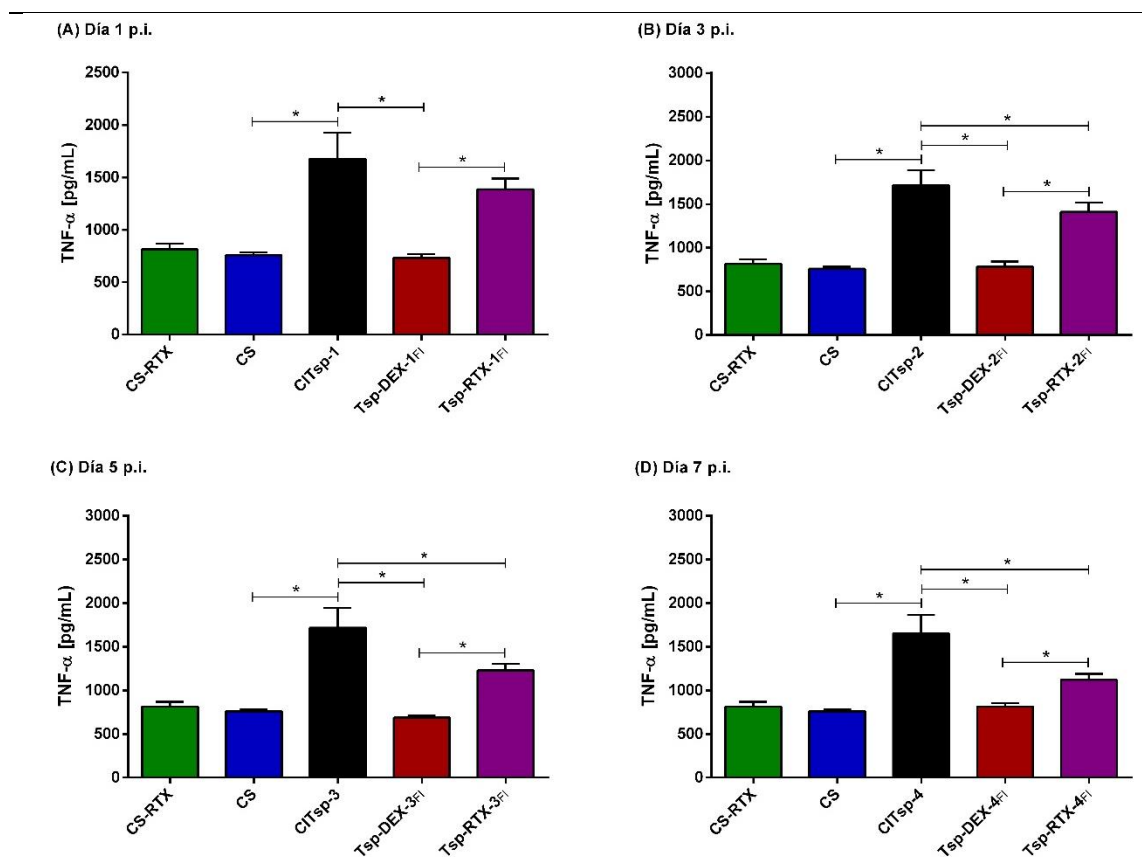 (A) Día 1 p.i.
TNF-α [pg/mL]
2500
2000
1500
1000
500
0
* * *
CS-RTX
CS
CITsp-1
Tsp-DEX-1FI
Tsp-RTX-1FI
(B) Día 3 p.i.
TNF-α [pg/mL]
3000
2500
2000
1500
1000
500
0
* * * *
CS-RTX
CS
CITsp-2
Tsp-DEX-2FI
Tsp-RTX-2FI
(C) Día 5 p.i.
TNF-α [pg/mL]
3000
2500
2000
1500
1000
500
0
* * * *
CS-RTX
CS
CITsp-3
Tsp-DEX-3FI
Tsp-RTX-3FI
(D) Día 7 p.i.
TNF-α [pg/mL]
3000
2500
2000
1500
1000
500
0
* * * *
CS-RTX
CS
CITsp-4
Tsp-DEX-4FI
Tsp-RTX-4FI